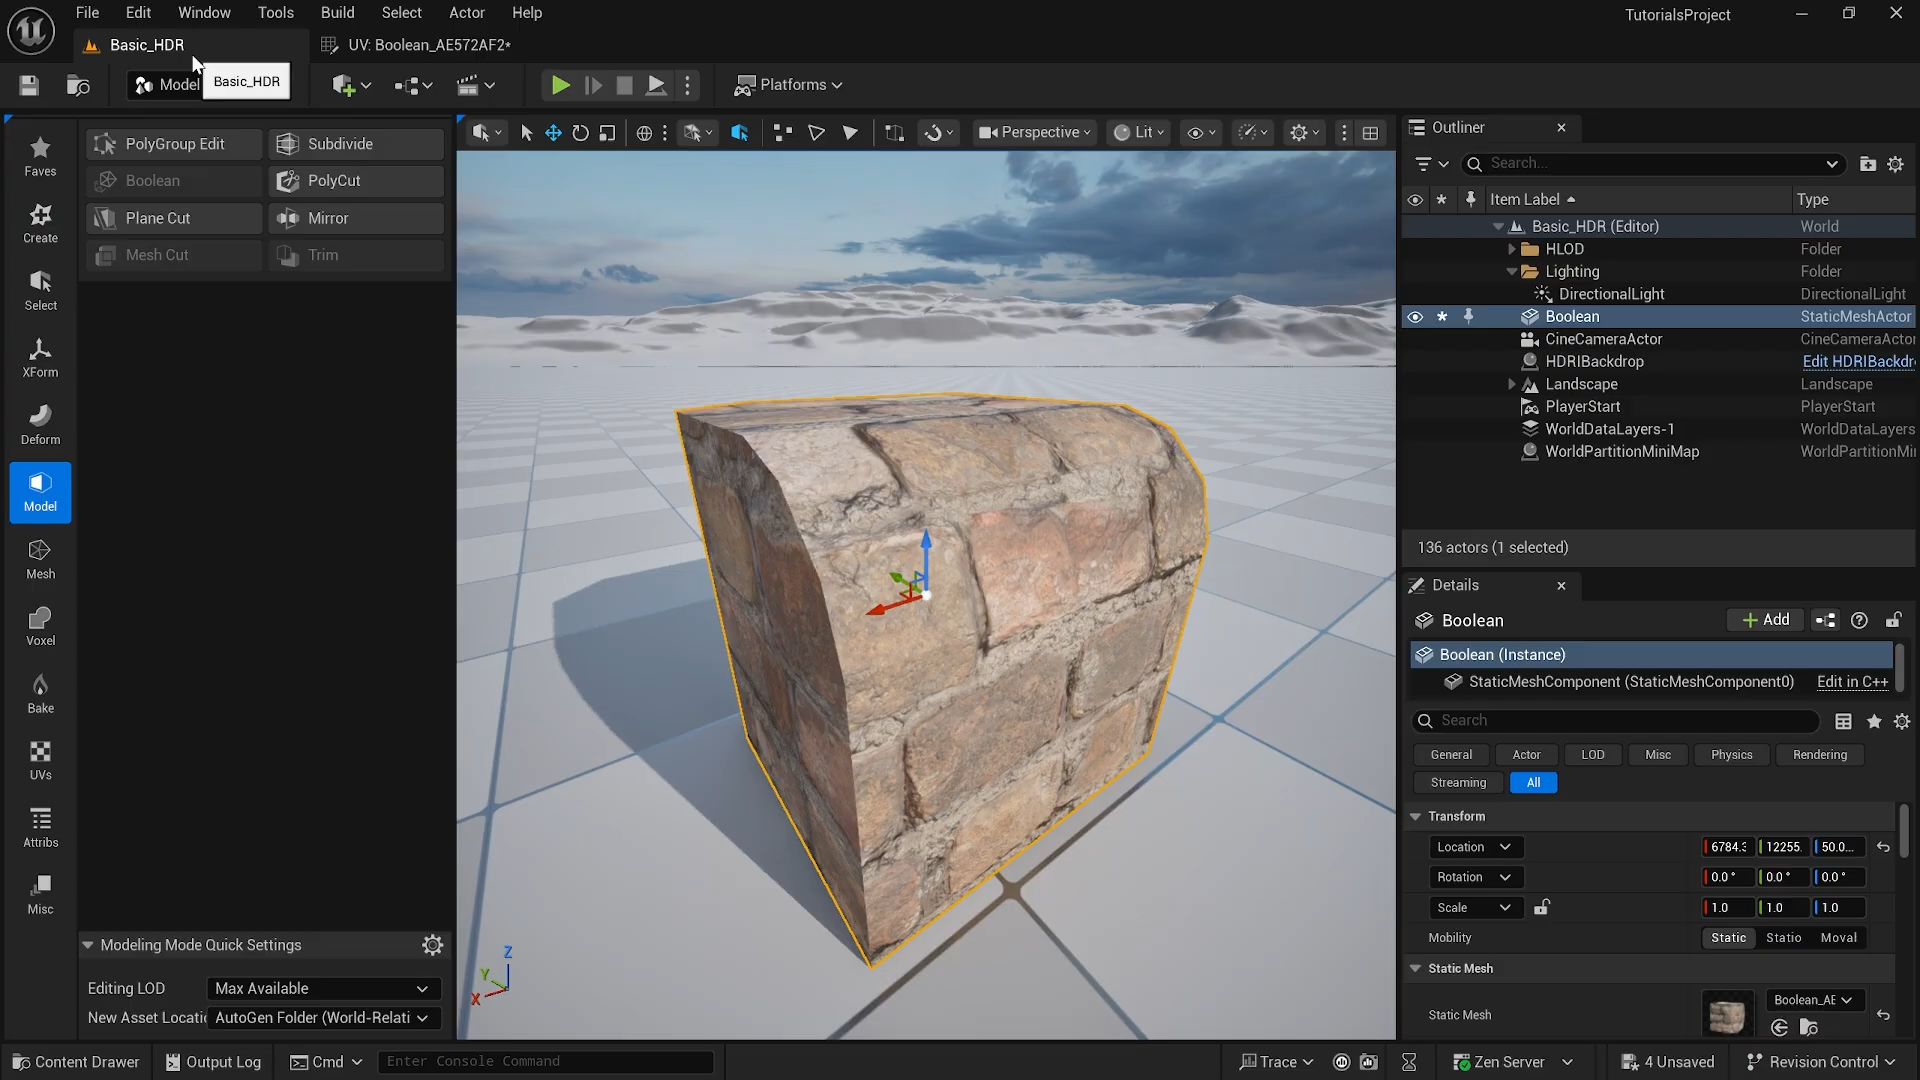 File Edit Window Tools Build Select Actor Help
TutorialsProject
Basic_HDR
UV: Boolean_AE572AF2*
Model
Basic_HDR
Platforms
Faves
Create
Select
XForm
Deform
Model
Mesh
Voxel
Bake
UVs
Attribs
Misc
PolyGroup Edit
Subdivide
Boolean
PolyCut
Plane Cut
Mirror
Mesh Cut
Trim
Modeling Mode Quick Settings
Editing LOD
Max Available
New Asset Locatio
AutoGen Folder (World-Relati
Perspective
Lit
Z
Y
X
Outliner
Search...
Item Label
Type
Basic_HDR (Editor)
World
HLOD
Folder
Lighting
Folder
DirectionalLight
DirectionalLight
Boolean
StaticMeshActor
CineCameraActor
CineCameraActor
HDRIBackdrop
Edit HDRIBackdr
Landscape
Landscape
PlayerStart
PlayerStart
WorldDataLayers-1
WorldDataLayers
WorldPartitionMiniMap
WorldPartitionMi
136 actors (1 selected)
Details
Boolean
Add
Boolean (Instance)
StaticMeshComponent (StaticMeshComponent0)
Edit in C++
Search
General
Actor
LOD
Misc
Physics
Rendering
Streaming
All
Transform
Location
6784.3
12255.
50.0...
Rotation
0.0°
0.0°
0.0°
Scale
1.0
1.0
1.0
Mobility
Static
Statio
Moval
Static Mesh
Static Mesh
Boolean_AE
Content Drawer
Output Log
Cmd
Enter Console Command
Trace
Zen Server
4 Unsaved
Revision Control